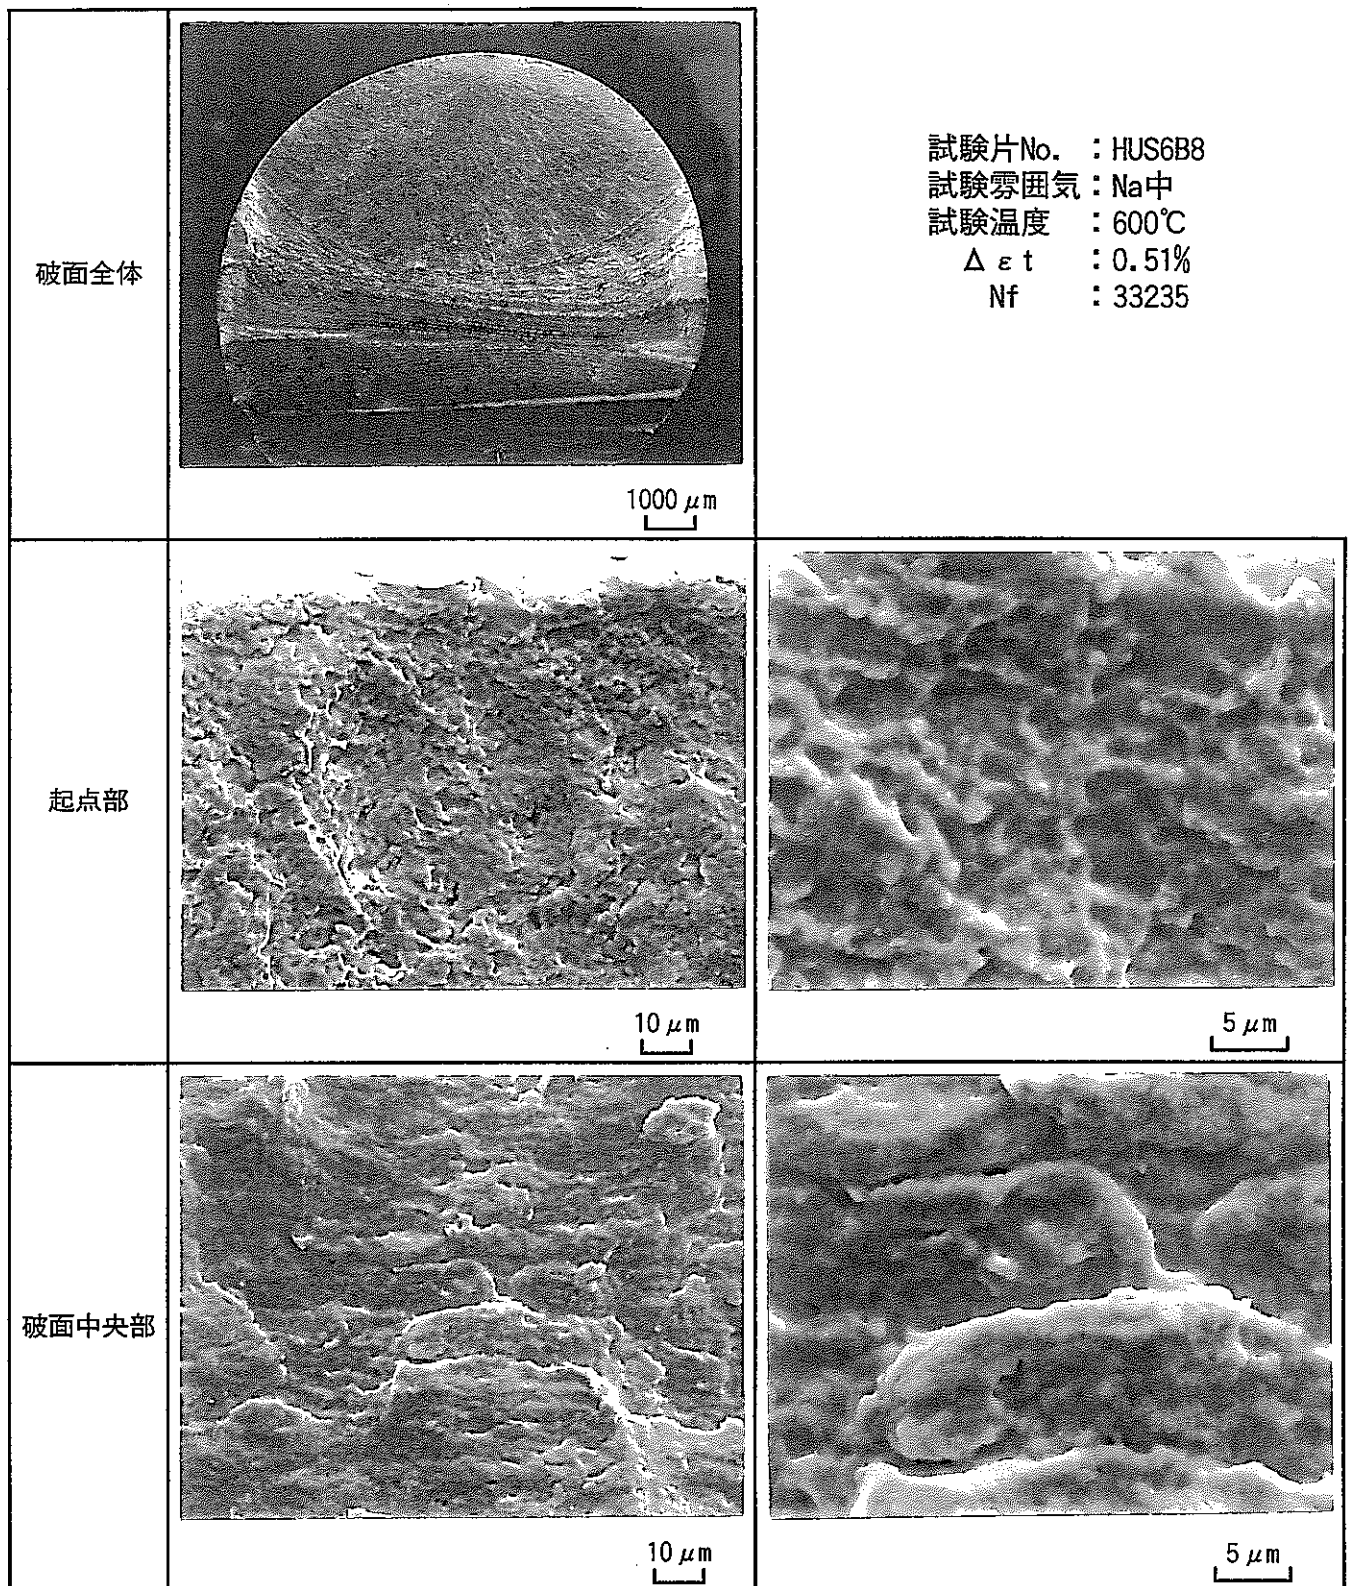 破面全体
試験片No. : HUS6B8
試験雰囲気 : Na中
試験温度 : 600℃
Δεt : 0.51%
Nf : 33235
1000 μm
起点部
10 μm
5 μm
破面中央部
10 μm
5 μm